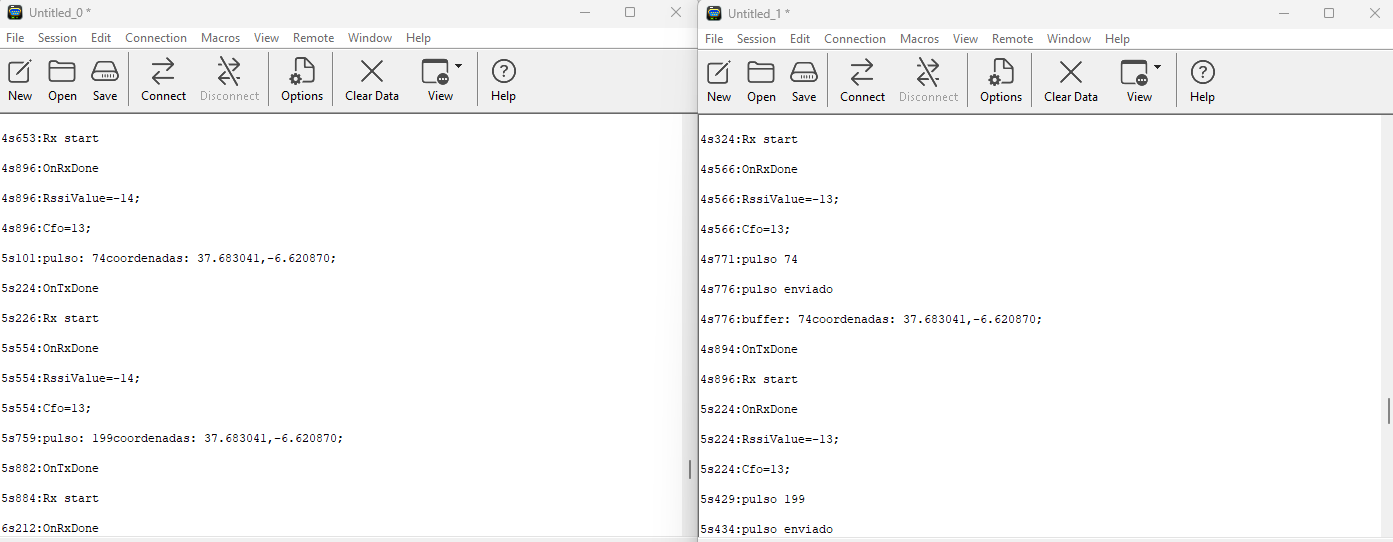 Untitled_0 *
File Session Edit Connection Macros View Remote Window Help
New Open Save Connect Disconnect Options Clear Data View Help
4s653:Rx start
4s896:OnRxDone
4s896:RssiValue=-14;
4s896:Cfo=13;
5s101:pulso: 74coordenadas: 37.683041,-6.620870;
5s224:OnTxDone
5s226:Rx start
5s554:OnRxDone
5s554:RssiValue=-14;
5s554:Cfo=13;
5s759:pulso: 199coordenadas: 37.683041,-6.620870;
5s882:OnTxDone
5s884:Rx start
6s212:OnRxDone
Untitled_1 *
File Session Edit Connection Macros View Remote Window Help
New Open Save Connect Disconnect Options Clear Data View Help
4s324:Rx start
4s566:OnRxDone
4s566:RssiValue=-13;
4s566:Cfo=13;
4s771:pulso 74
4s776:pulso enviado
4s776:buffer: 74coordenadas: 37.683041,-6.620870;
4s894:OnTxDone
4s896:Rx start
5s224:OnRxDone
5s224:RssiValue=-13;
5s224:Cfo=13;
5s429:pulso 199
5s434:pulso enviado